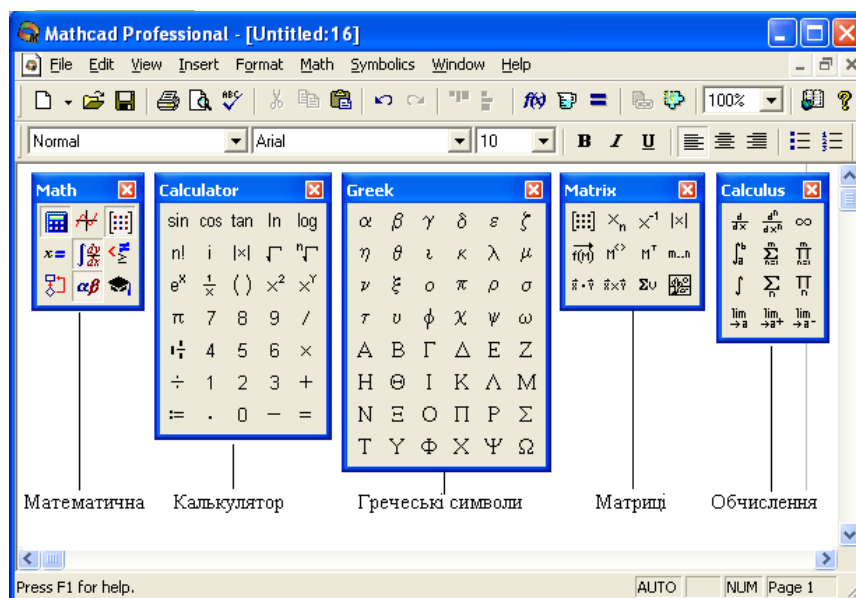 Mathcad Professional - [Untitled:16]
File Edit View Insert Format Math Symbolics Window Help
100%
Normal Arial 10 B I U
Math Calculator Greek Matrix Calculus
sin cos tan ln log
n! i |×| √ ⁿ√
eˣ 1/x ( ) x² xʸ
π 7 8 9 /
4 5 6 ×
÷ 1 2 3 +
:= . 0 − =
α β γ δ ε ζ
η θ ι κ λ μ
ν ξ ο π ρ σ
τ υ ϕ χ ψ ω
Α Β Γ Δ Ε Ζ
Η Θ Ι Κ Λ Μ
Ν Ξ Ο Π Ρ Σ
Τ Υ Φ Χ Ψ Ω
Xₙ X⁻¹ |×|
f(M) M<> Mᵀ m..n
x·y x×y Συ
d/dx dⁿ/dxⁿ ∞
∫ₐᵇ Σ Π
∫ Σ Π
lim→a lim→a+ lim→a-
x=
αβ
Математична Калькулятор Гречеські символи Матриці Обчислення
Press F1 for help. AUTO NUM Page 1